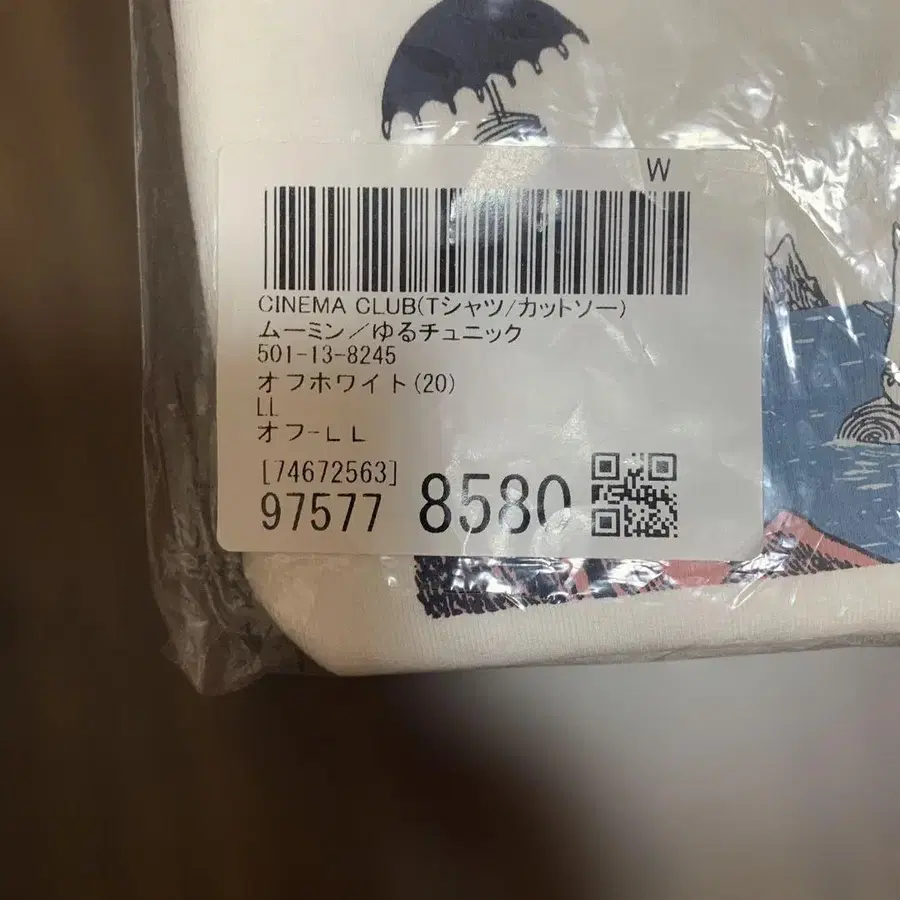 W
CINEMA CLUB(Tシャツ/カットソー)
ムーミン/ゆるチュニック
501-13-8245
オフホワイト(20)
LL
オフ-LL
[74672563]
97577 8580